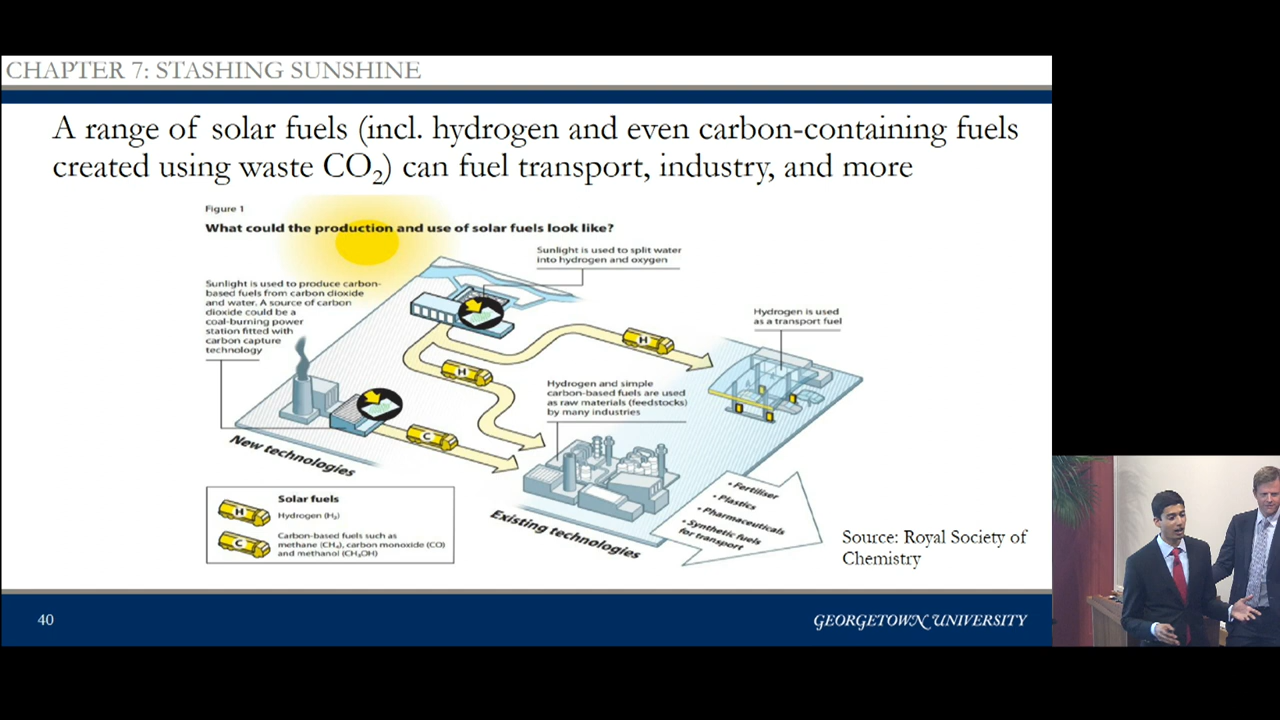 CHAPTER 7: STASHING SUNSHINE
A range of solar fuels (incl. hydrogen and even carbon-containing fuels
created using waste CO₂) can fuel transport, industry, and more
Figure 1
What could the production and use of solar fuels look like?
Sunlight is used to split water
into hydrogen and oxygen
Sunlight is used to produce carbon-
based fuels from carbon dioxide
and water. A source of carbon
dioxide could be a
coal-burning power
station fitted with
carbon capture
technology
Hydrogen is used
as a transport fuel
H
H
Hydrogen and simple
carbon-based fuels are used
as raw materials (feedstocks)
by many industries
C
New technologies
Existing technologies
• Fertiliser
• Plastics
• Pharmaceuticals
• Synthetic fuels
for transport
Solar fuels
H
Hydrogen (H₂)
C
Carbon-based fuels such as
methane (CH₄), carbon monoxide (CO)
and methanol (CH₃OH)
Source: Royal Society of
Chemistry
40
GEORGETOWN UNIVERSITY